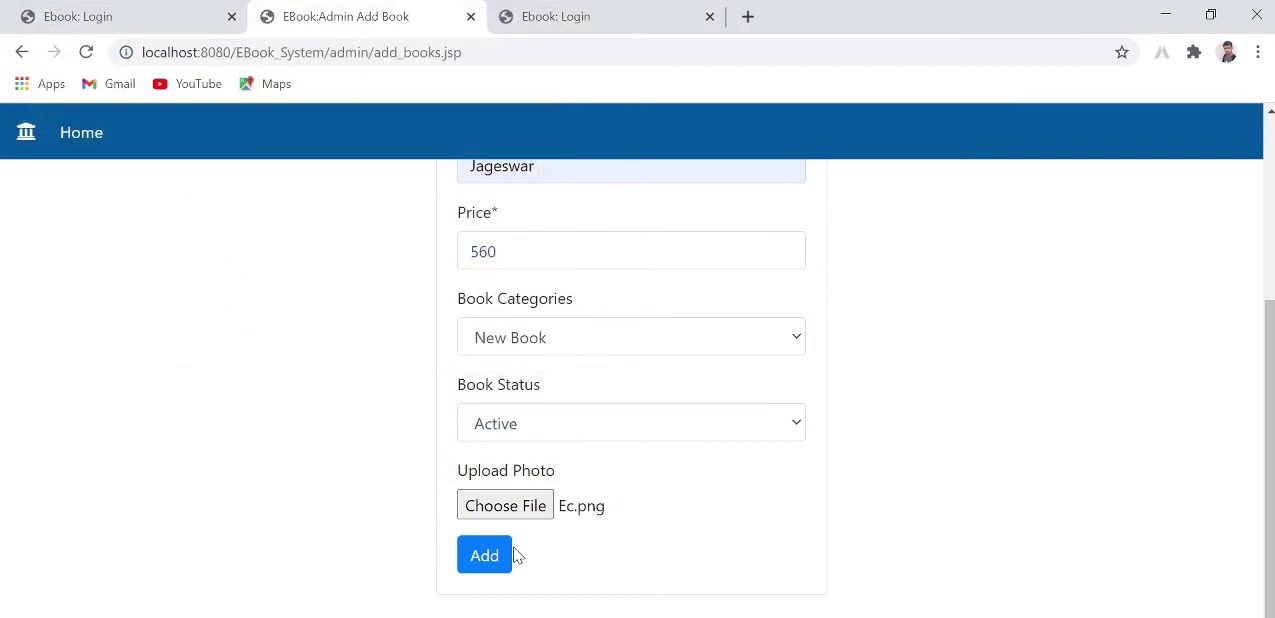 Ebook: Login
EBook:Admin Add Book
Ebook: Login
localhost:8080/EBook_System/admin/add_books.jsp
Apps
Gmail
YouTube
Maps
Home
Jageswar
Price*
560
Book Categories
New Book
Book Status
Active
Upload Photo
Choose File Ec.png
Add